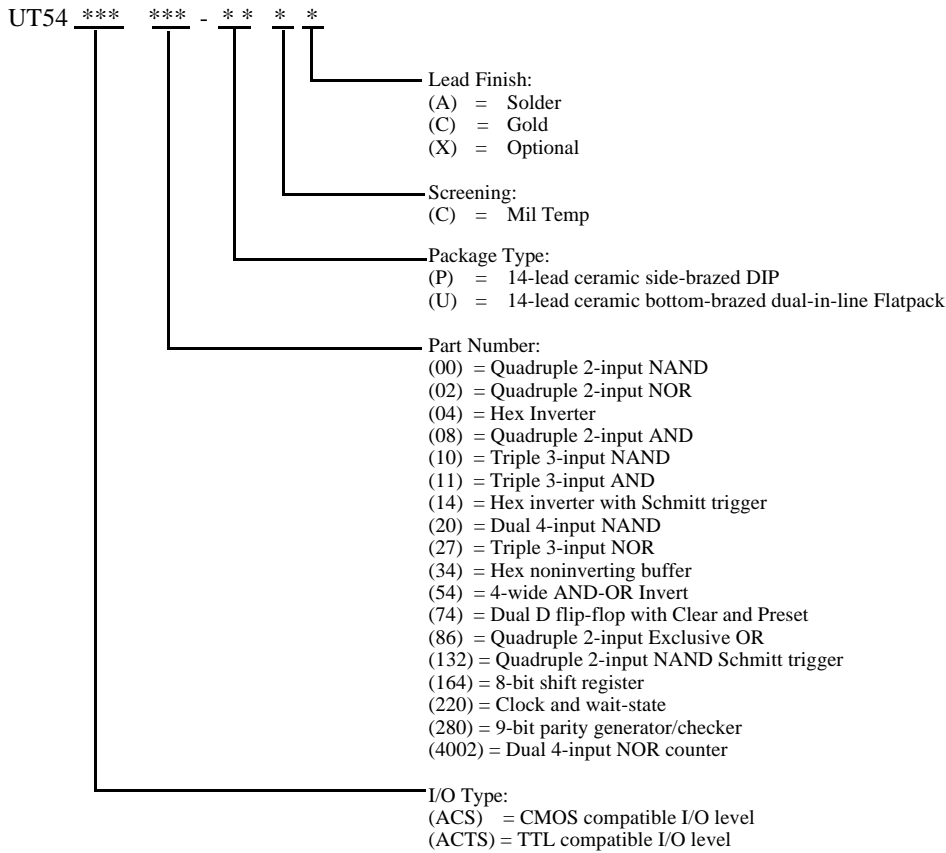 UT54 *** *** - * * * *
Lead Finish:
(A) = Solder
(C) = Gold
(X) = Optional
Screening:
(C) = Mil Temp
Package Type:
(P) = 14-lead ceramic side-brazed DIP
(U) = 14-lead ceramic bottom-brazed dual-in-line Flatpack
Part Number:
(00) = Quadruple 2-input NAND
(02) = Quadruple 2-input NOR
(04) = Hex Inverter
(08) = Quadruple 2-input AND
(10) = Triple 3-input NAND
(11) = Triple 3-input AND
(14) = Hex inverter with Schmitt trigger
(20) = Dual 4-input NAND
(27) = Triple 3-input NOR
(34) = Hex noninverting buffer
(54) = 4-wide AND-OR Invert
(74) = Dual D flip-flop with Clear and Preset
(86) = Quadruple 2-input Exclusive OR
(132) = Quadruple 2-input NAND Schmitt trigger
(164) = 8-bit shift register
(220) = Clock and wait-state
(280) = 9-bit parity generator/checker
(4002) = Dual 4-input NOR counter
I/O Type:
(ACS) = CMOS compatible I/O level
(ACTS) = TTL compatible I/O level